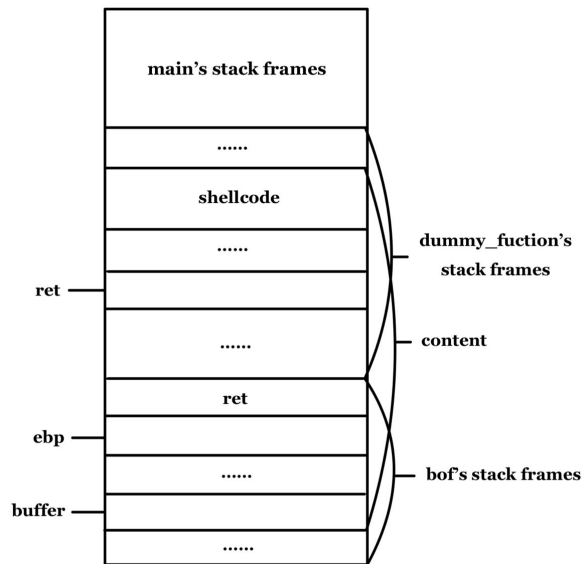 main's stack frames
......
shellcode
dummy_fuction's
stack frames
......
ret
......
content
ret
ebp
......
bof's stack frames
buffer
......